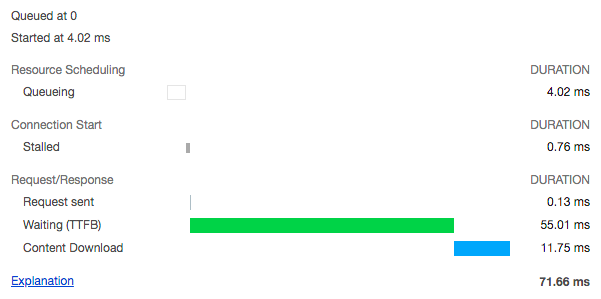 Queued at 0
Started at 4.02 ms
Resource Scheduling DURATION
Queueing 4.02 ms
Connection Start DURATION
Stalled 0.76 ms
Request/Response DURATION
Request sent 0.13 ms
Waiting (TTFB) 55.01 ms
Content Download 11.75 ms
Explanation 71.66 ms